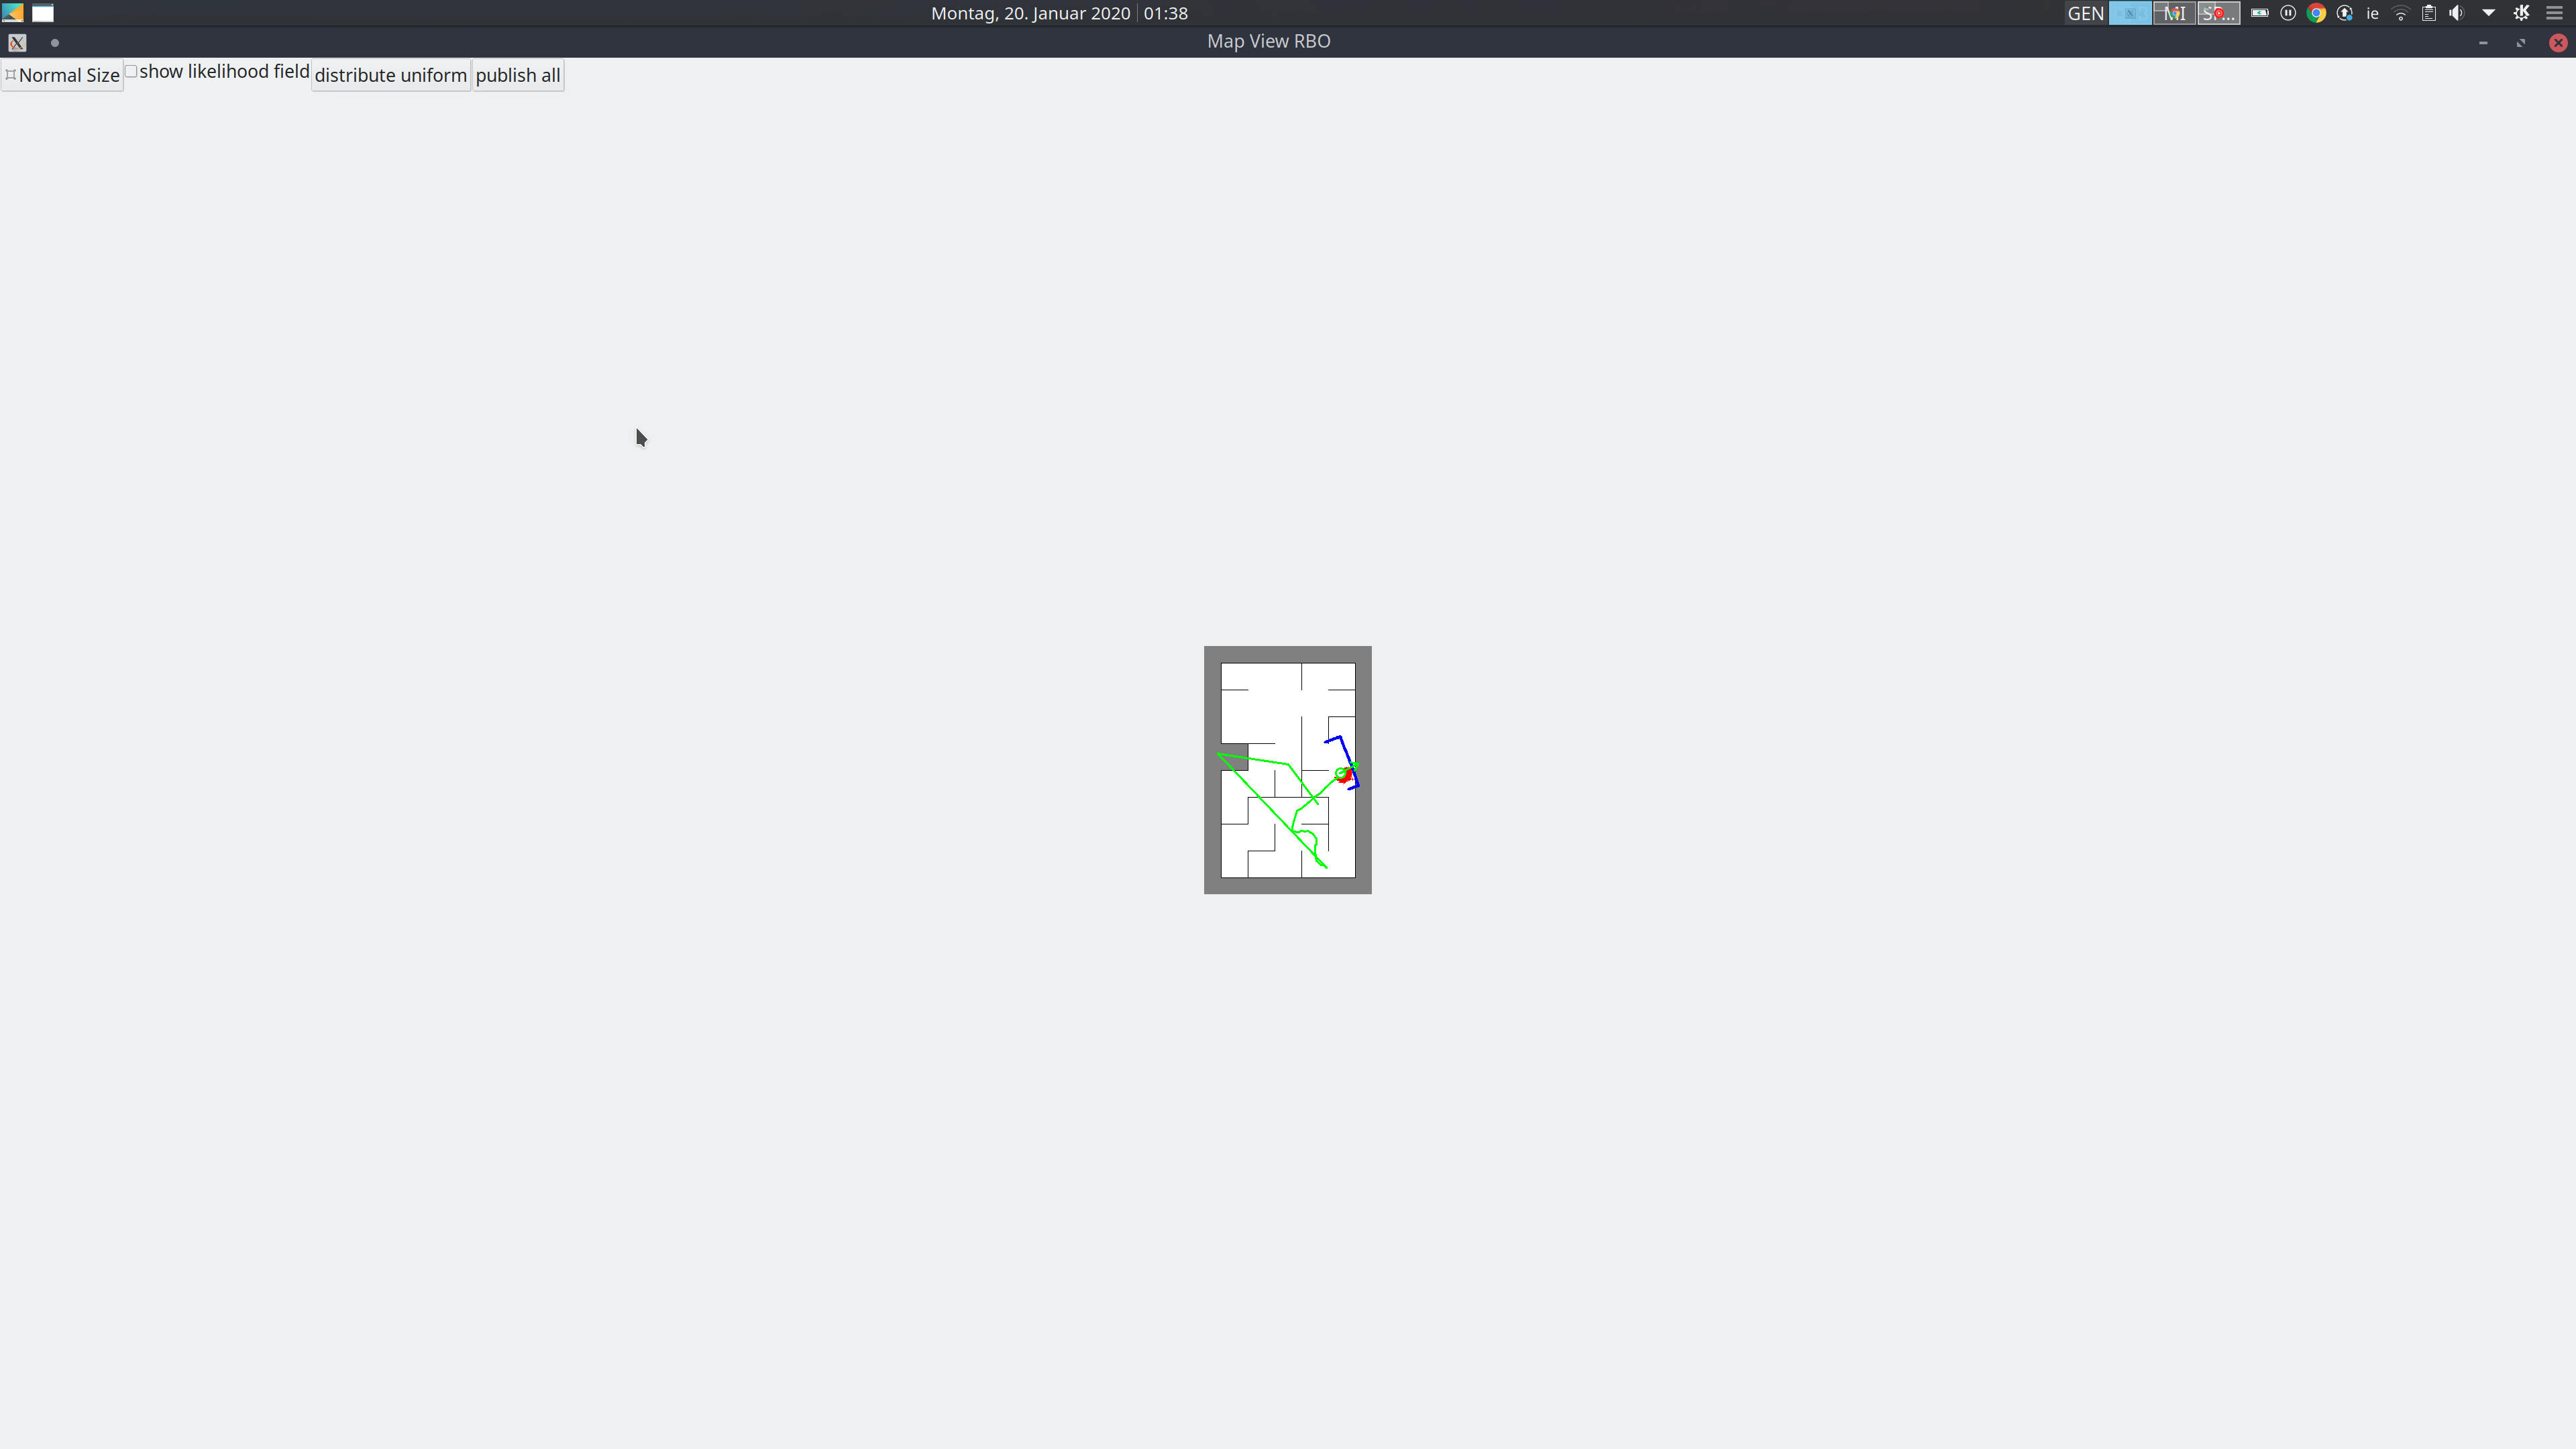 Montag, 20. Januar 2020 01:38 GEN MI S... ie
Map View RBO
Normal Size show likelihood field distribute uniform publish all